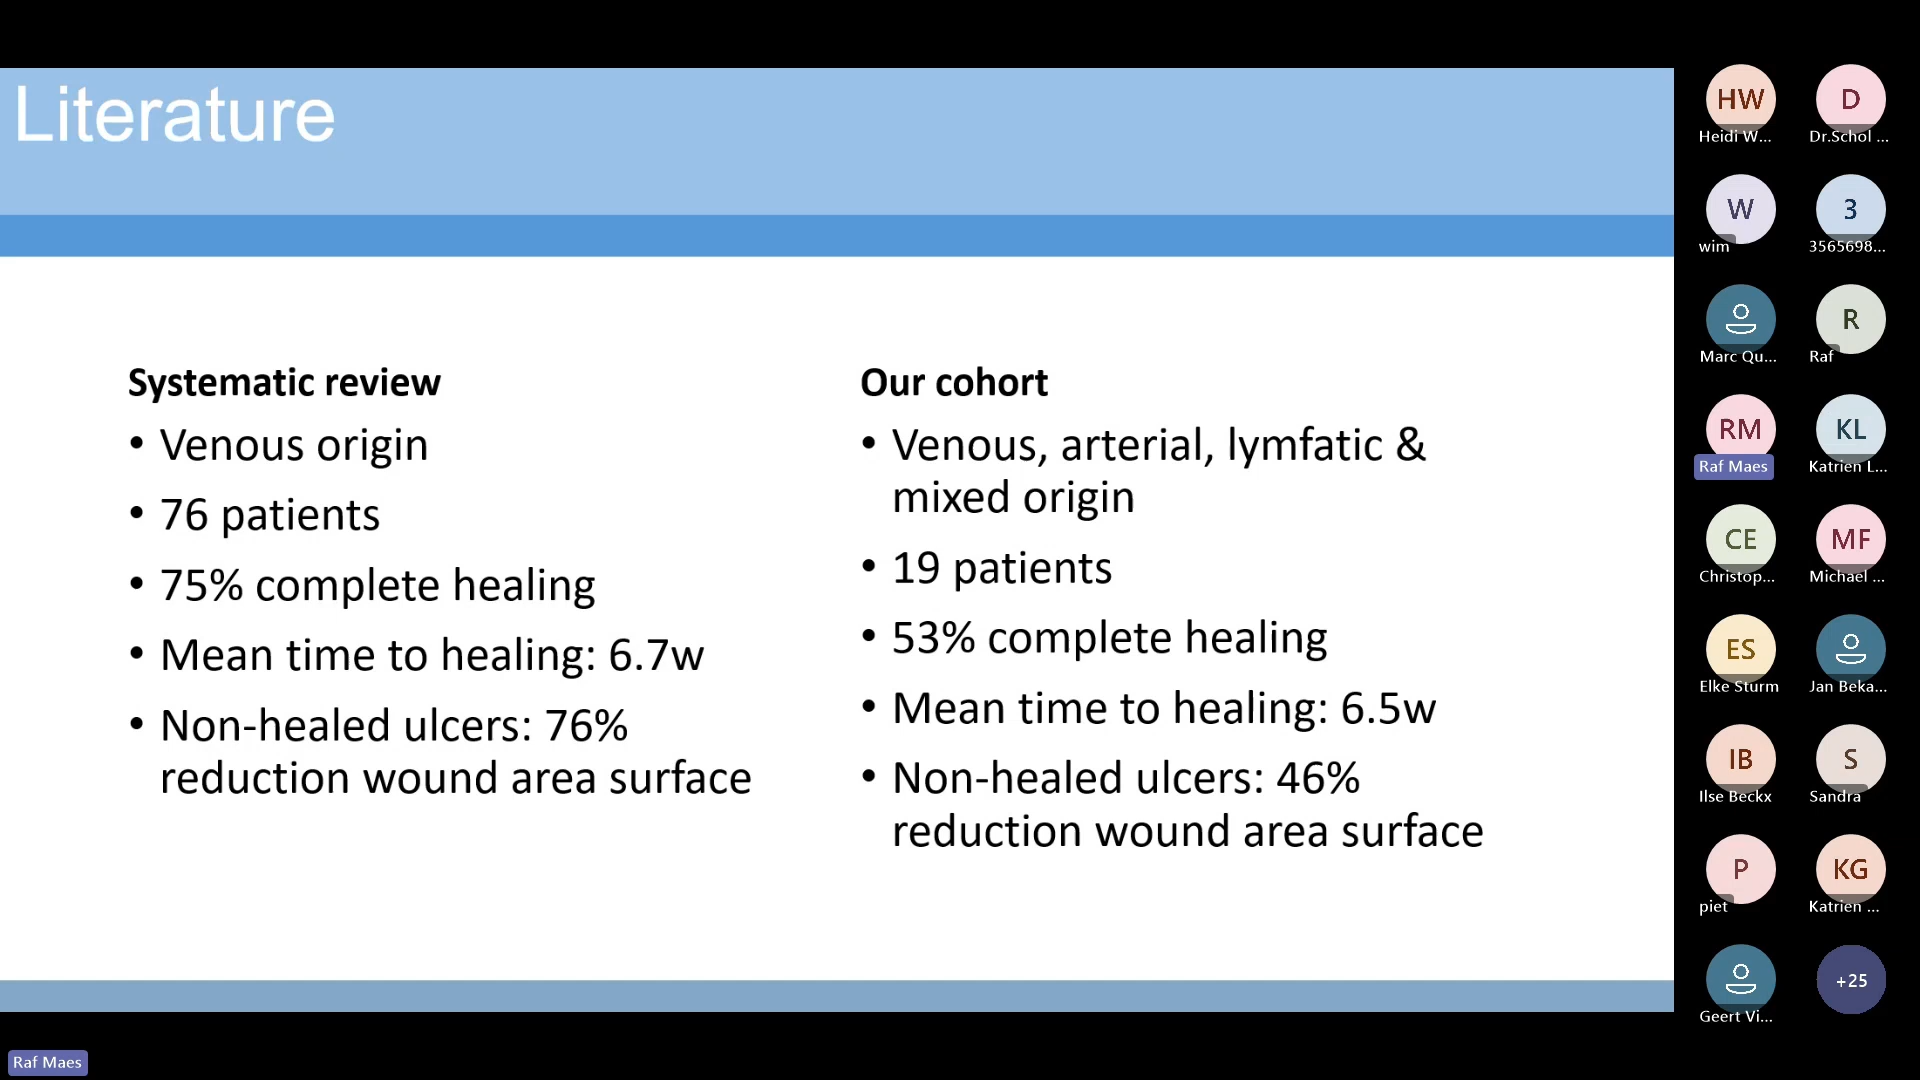 Literature
Systematic review
• Venous origin
• 76 patients
• 75% complete healing
• Mean time to healing: 6.7w
• Non-healed ulcers: 76%
reduction wound area surface
Our cohort
• Venous, arterial, lymfatic &
mixed origin
• 19 patients
• 53% complete healing
• Mean time to healing: 6.5w
• Non-healed ulcers: 46%
reduction wound area surface
HW
Heidi W...
D
Dr.Schol ...
W
wim
3
3565698...
Marc Qu...
R
Raf
RM
Raf Maes
KL
Katrien L...
CE
Christop...
MF
Michael ...
ES
Elke Sturm
Jan Beka...
IB
Ilse Beckx
S
Sandra
P
piet
KG
Katrien ...
Geert Vi...
+25
Raf Maes